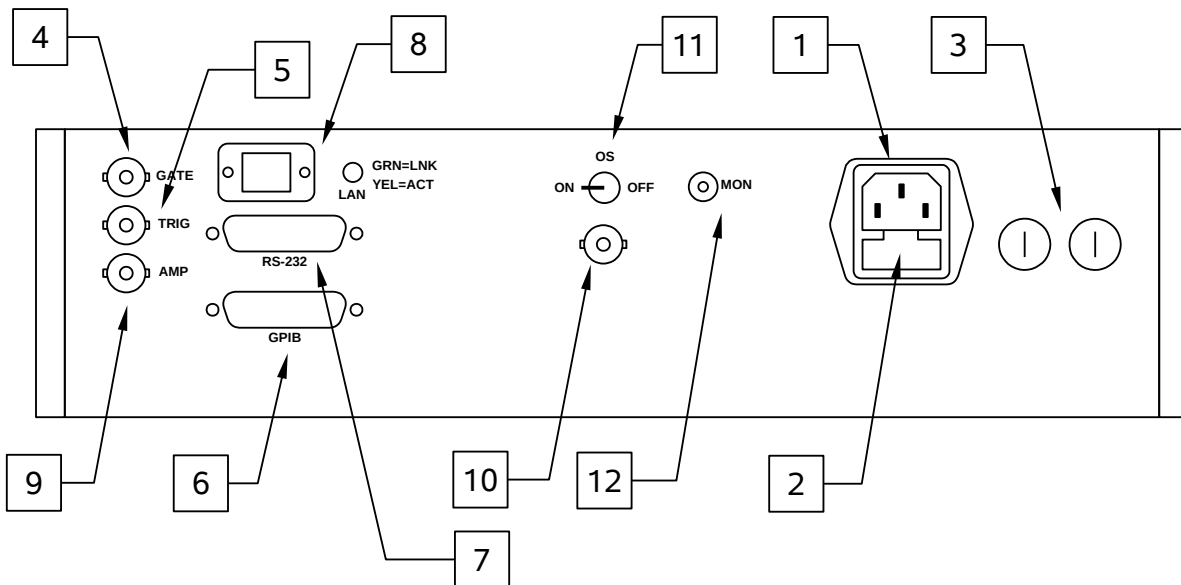 4
5
8
11
1
3
OS
GATE
GRN=LNK
YEL=ACT
LAN
ON
OFF
MON
TRIG
RS-232
AMP
GPIB
9
6
10
12
2
7